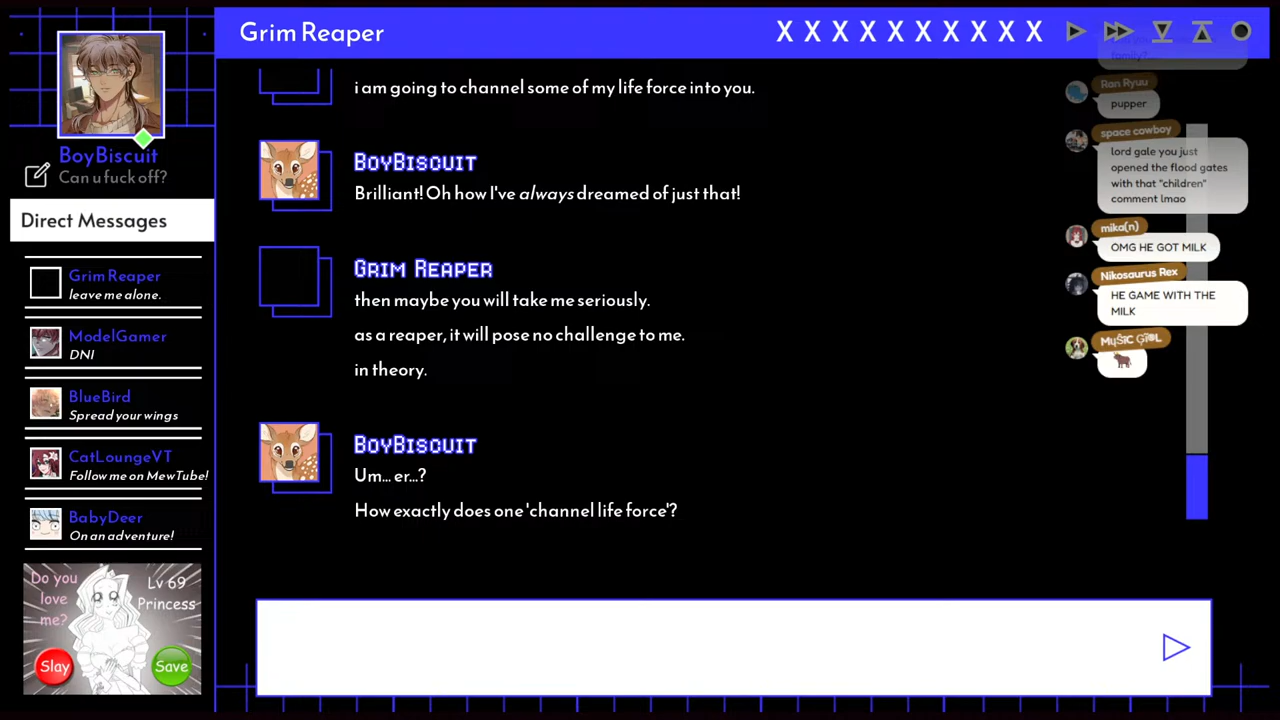 Grim Reaper
X X X X X X X X X X
BoyBiscuit
Can u fuck off?
Direct Messages
Grim Reaper
leave me alone.
ModelGamer
DNI
BlueBird
Spread your wings
CatLoungeVT
Follow me on MewTube!
BabyDeer
On an adventure!
Do you
love
me?
Lv 69
Princess
Slay
Save
i am going to channel some of my life force into you.
BoyBiscuit
Brilliant! Oh how I've always dreamed of just that!
Grim Reaper
then maybe you will take me seriously.
as a reaper, it will pose no challenge to me.
in theory.
BoyBiscuit
Um... er...?
How exactly does one 'channel life force'?
family?....
Ran Ryuu
pupper
space cowboy
lord gale you just
opened the flood gates
with that "children"
comment lmao
mika(n)
OMG HE GOT MILK
Nikosaurus Rex
HE GAME WITH THE
MILK